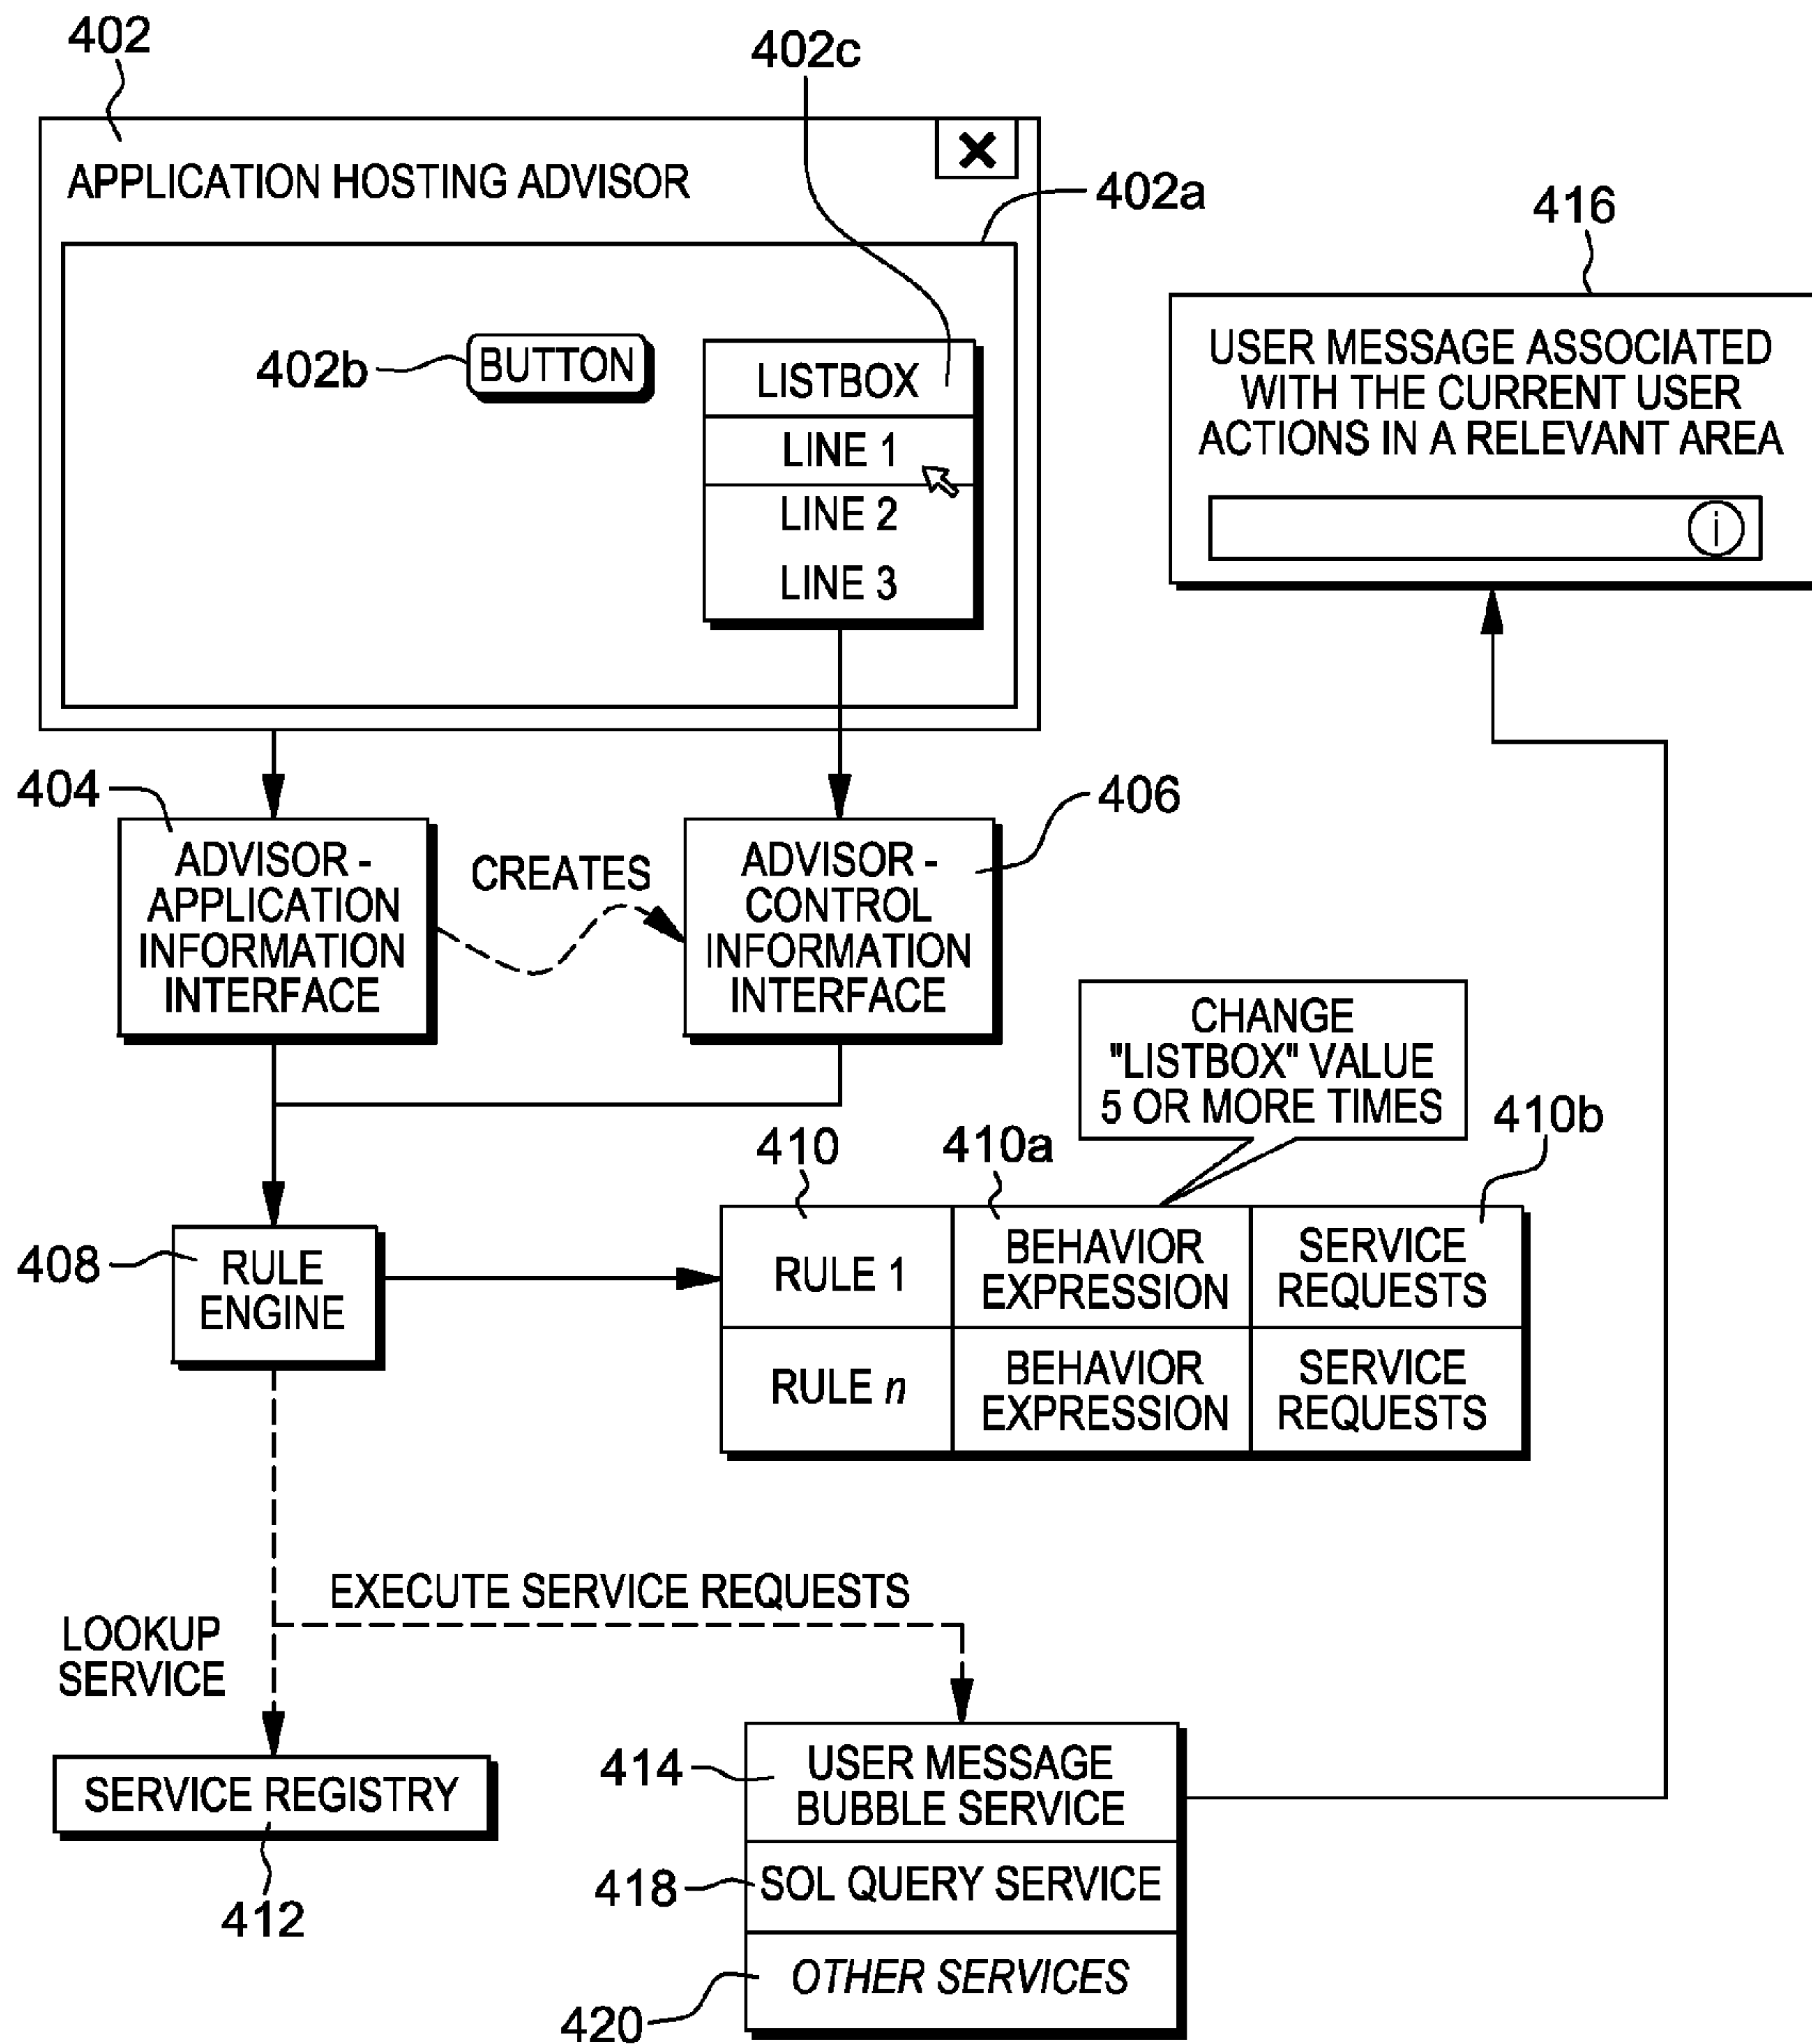 402
402c
APPLICATION HOSTING ADVISOR
402a
402b
BUTTON
LISTBOX
LINE 1
LINE 2
LINE 3
416
USER MESSAGE ASSOCIATED
WITH THE CURRENT USER
ACTIONS IN A RELEVANT AREA
i
404
ADVISOR -
APPLICATION
INFORMATION
INTERFACE
CREATES
406
ADVISOR -
CONTROL
INFORMATION
INTERFACE
CHANGE
"LISTBOX" VALUE
5 OR MORE TIMES
408
RULE
ENGINE
410
410a
410b
RULE 1
BEHAVIOR
EXPRESSION
SERVICE
REQUESTS
RULE n
BEHAVIOR
EXPRESSION
SERVICE
REQUESTS
EXECUTE SERVICE REQUESTS
LOOKUP
SERVICE
SERVICE REGISTRY
412
414
USER MESSAGE
BUBBLE SERVICE
418
SOL QUERY SERVICE
420
OTHER SERVICES